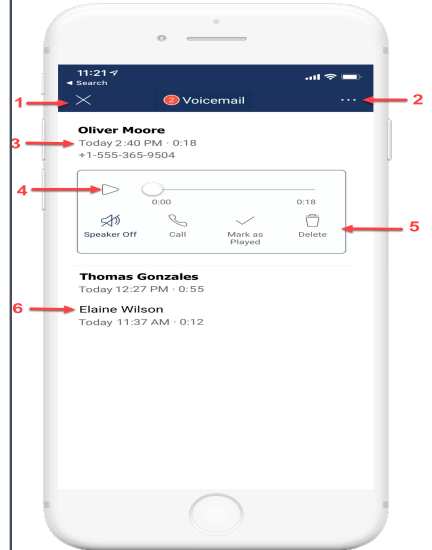 11:21
Search
1
2 Voicemail
... 2
Oliver Moore
3 Today 2:40 PM · 0:18
+1-555-365-9504
4
0:00 0:18
5
Speaker Off Call Mark as Played Delete
Thomas Gonzales
Today 12:27 PM · 0:55
6 Elaine Wilson
Today 11:37 AM · 0:12